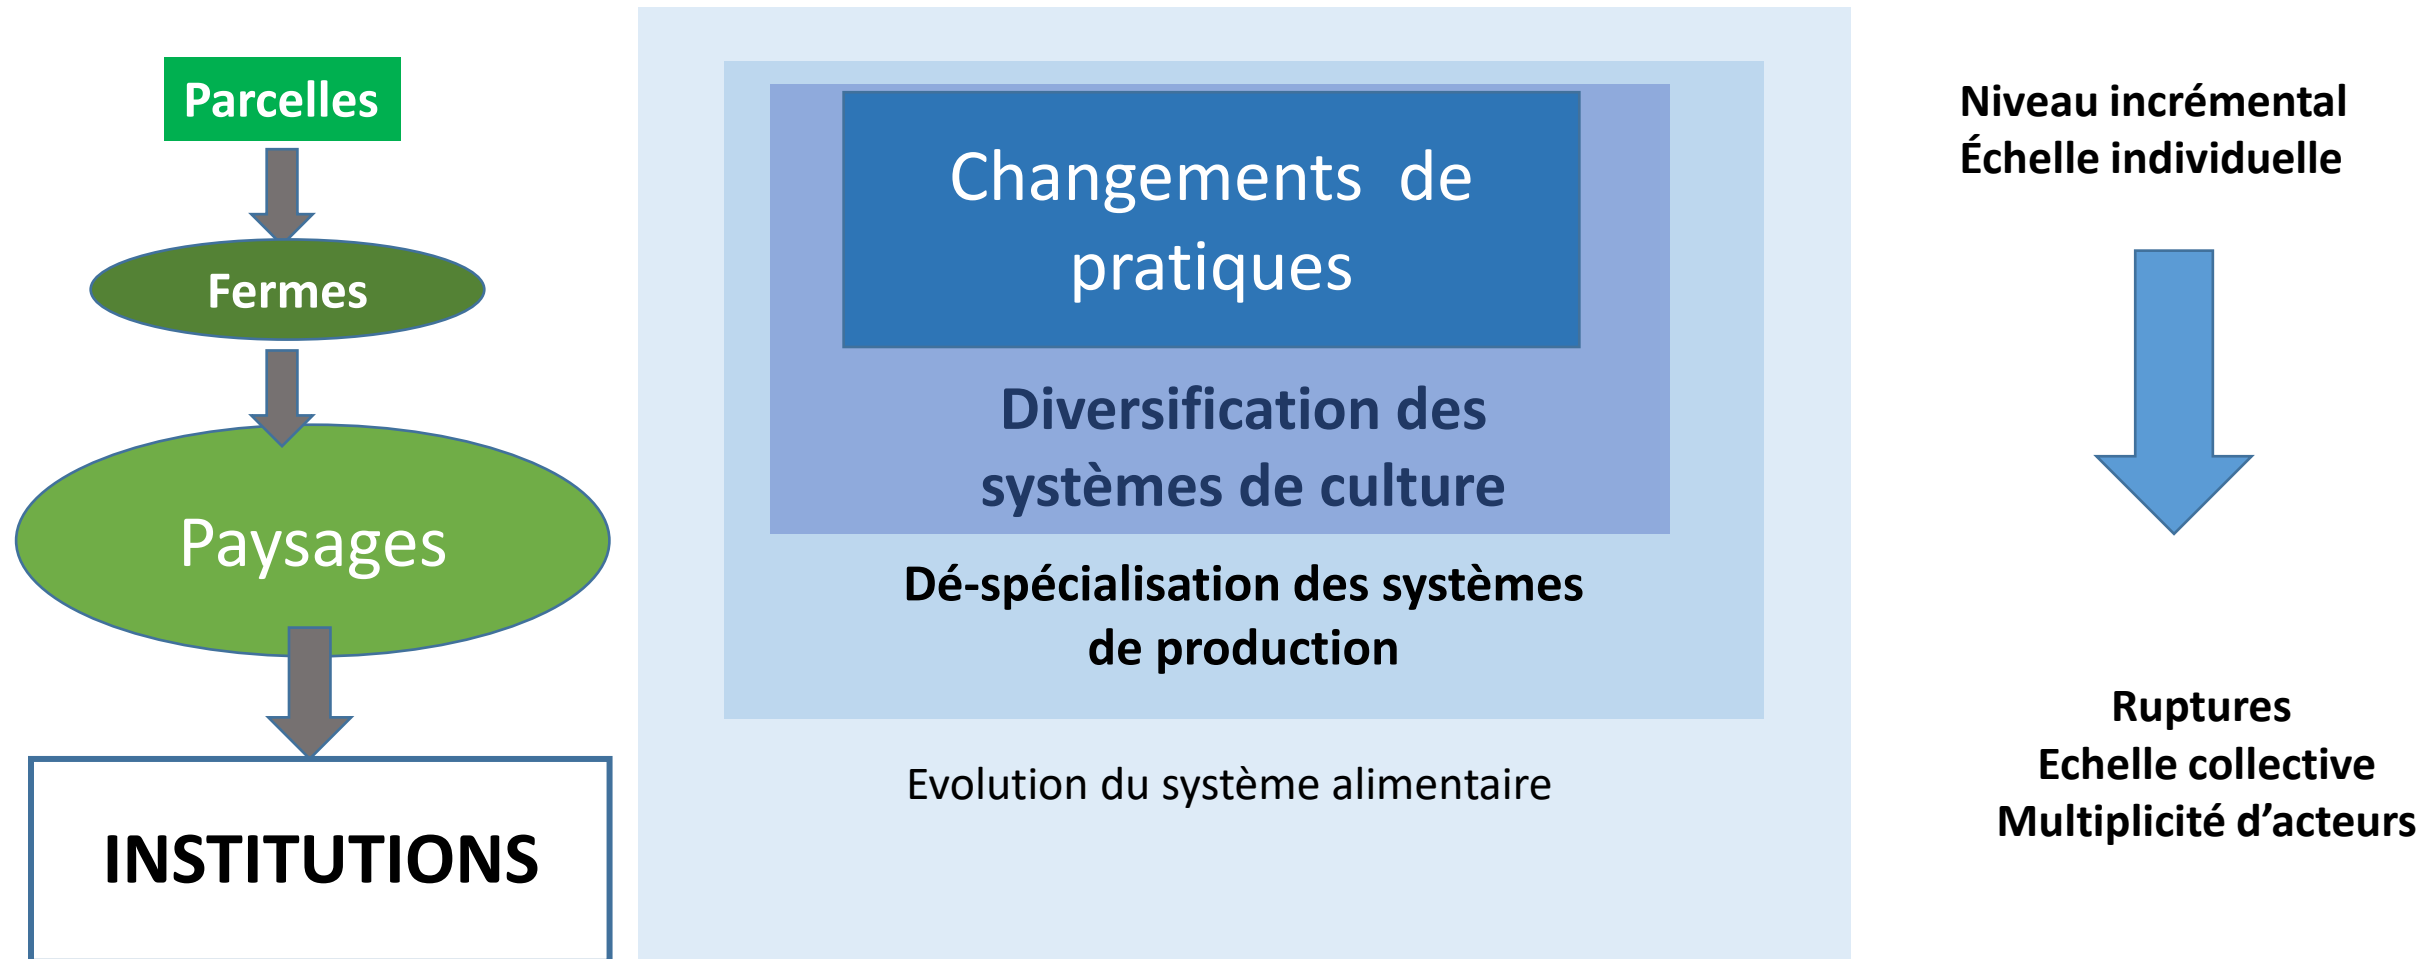 Parcelles
Fermes
Paysages
INSTITUTIONS
Changements de
pratiques
Diversification des
systèmes de culture
Dé-spécialisation des systèmes
de production
Evolution du système alimentaire
Niveau incrémental
Échelle individuelle
Ruptures
Echelle collective
Multiplicité d’acteurs